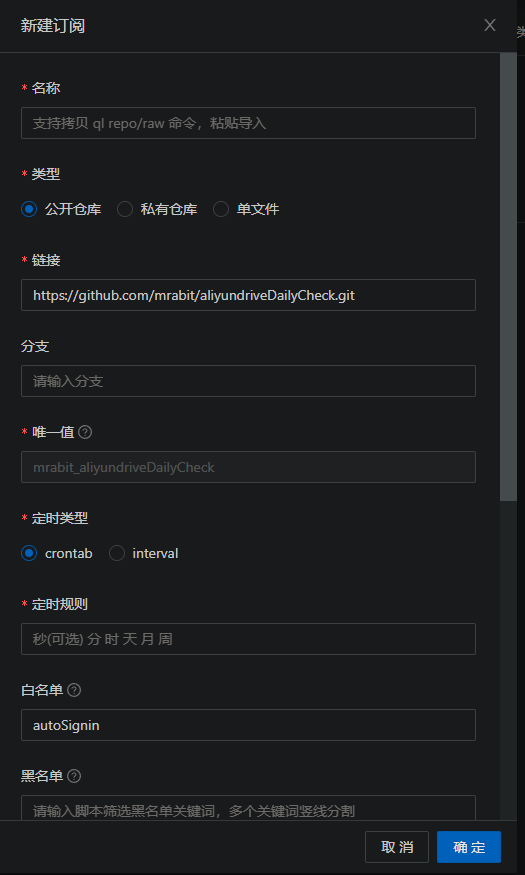 新建订阅
类
* 名称
支持拷贝 ql repo/raw 命令，粘贴导入
* 类型
公开仓库 私有仓库 单文件
* 链接
https://github.com/mrabit/aliyundriveDailyCheck.git
分支
请输入分支
* 唯一值
mrabit_aliyundriveDailyCheck
* 定时类型
crontab interval
* 定时规则
秒(可选) 分 时 天 月 周
白名单
autoSignin
黑名单
请输入脚本筛选黑名单关键词，多个关键词竖线分割
取 消 确 定